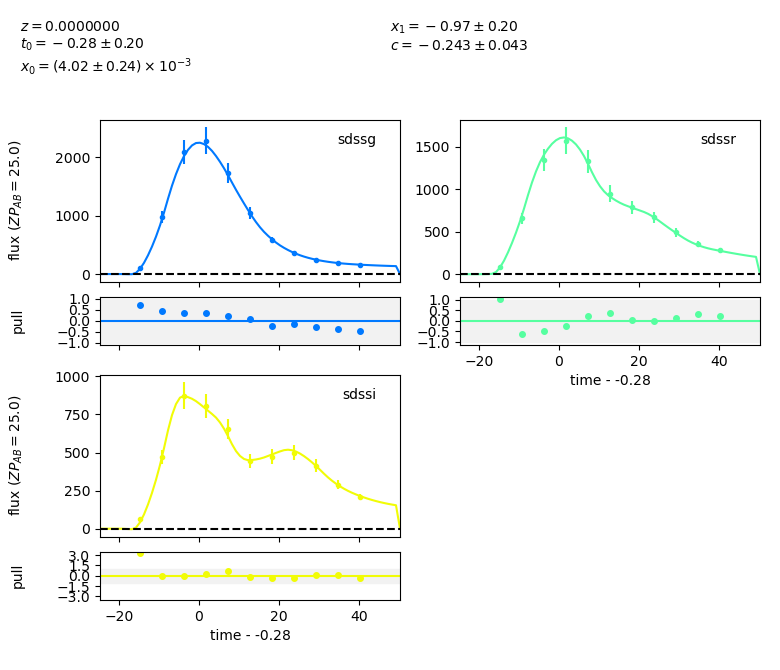 z = 0.0000000
t₀ = −0.28 ± 0.20
x₀ = (4.02 ± 0.24) × 10⁻³
x₁ = −0.97 ± 0.20
c = −0.243 ± 0.043
flux (ZP_AB = 25.0)
2000
1000
0
sdssg
1500
1000
500
0
sdssr
pull
1.0
0.5
0.0
−0.5
−1.0
1.0
0.5
0.0
−0.5
−1.0
−20 0 20 40
time - -0.28
flux (ZP_AB = 25.0)
1000
750
500
250
0
sdssi
pull
3.0
1.5
0.0
−1.5
−3.0
−20 0 20 40
time - -0.28